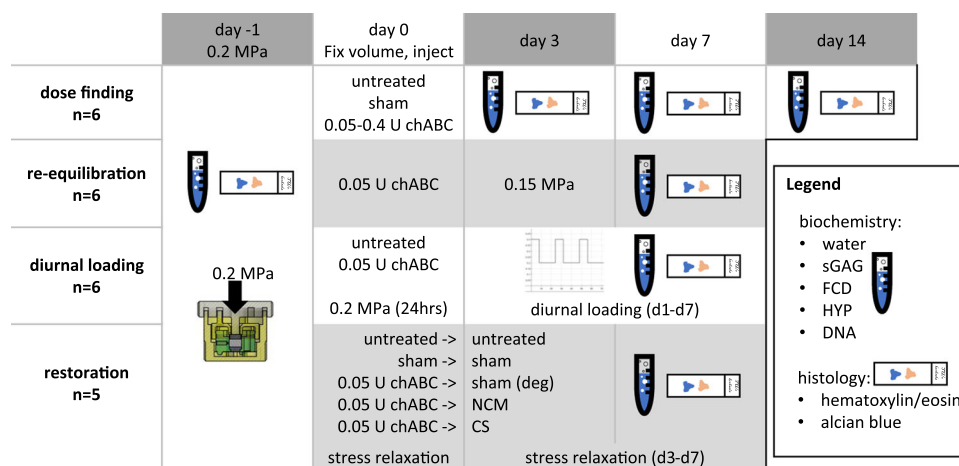 day -1
0.2 MPa
day 0
Fix volume, inject
day 3
day 7
day 14
dose finding
n=6
untreated
sham
0.05-0.4 U chABC
re-equilibration
n=6
0.05 U chABC
0.15 MPa
diurnal loading
n=6
0.2 MPa
untreated
0.05 U chABC
0.2 MPa (24hrs)
diurnal loading (d1-d7)
restoration
n=5
untreated -> untreated
sham -> sham
0.05 U chABC -> sham (deg)
0.05 U chABC -> NCM
0.05 U chABC -> CS
stress relaxation
stress relaxation (d3-d7)
Legend
biochemistry:
• water
• sGAG
• FCD
• HYP
• DNA
histology:
• hematoxylin/eosin
• alcian blue